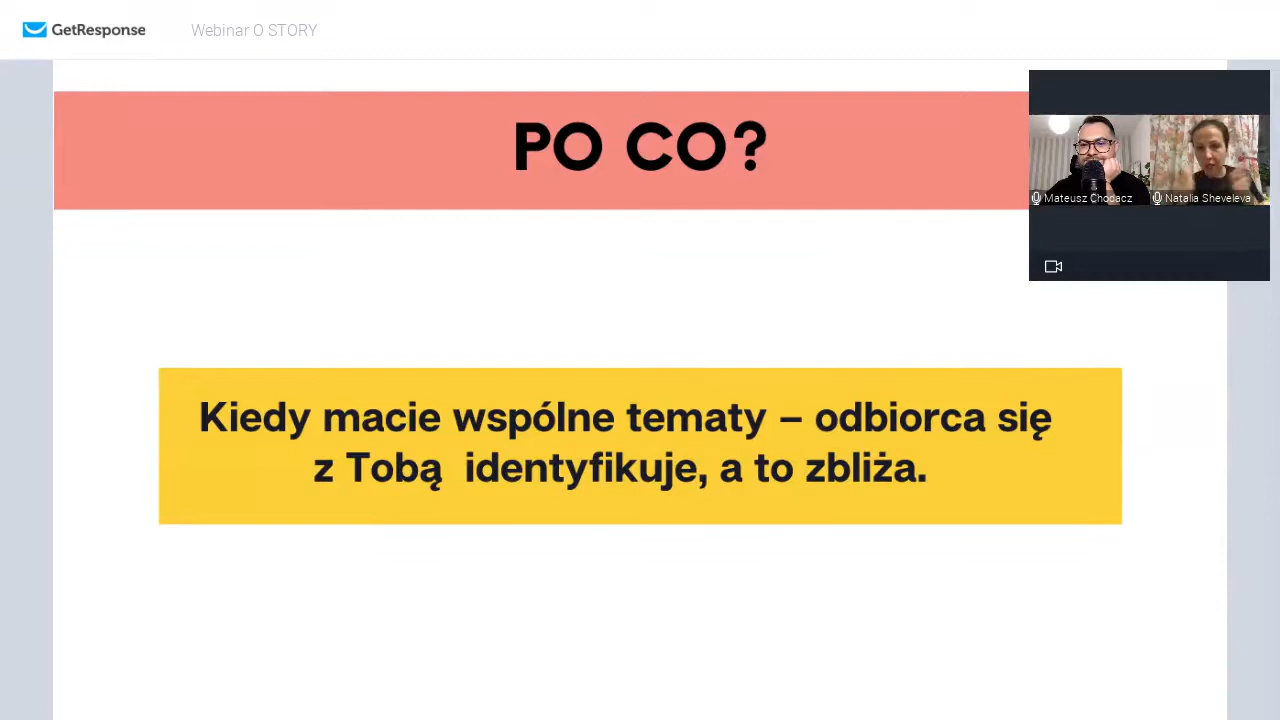 GetResponse
Webinar O STORY
PO CO?
Mateusz Chodacz
Natalia Sheveleva
Kiedy macie wspólne tematy – odbiorca się
z Tobą identyfikuje, a to zbliża.